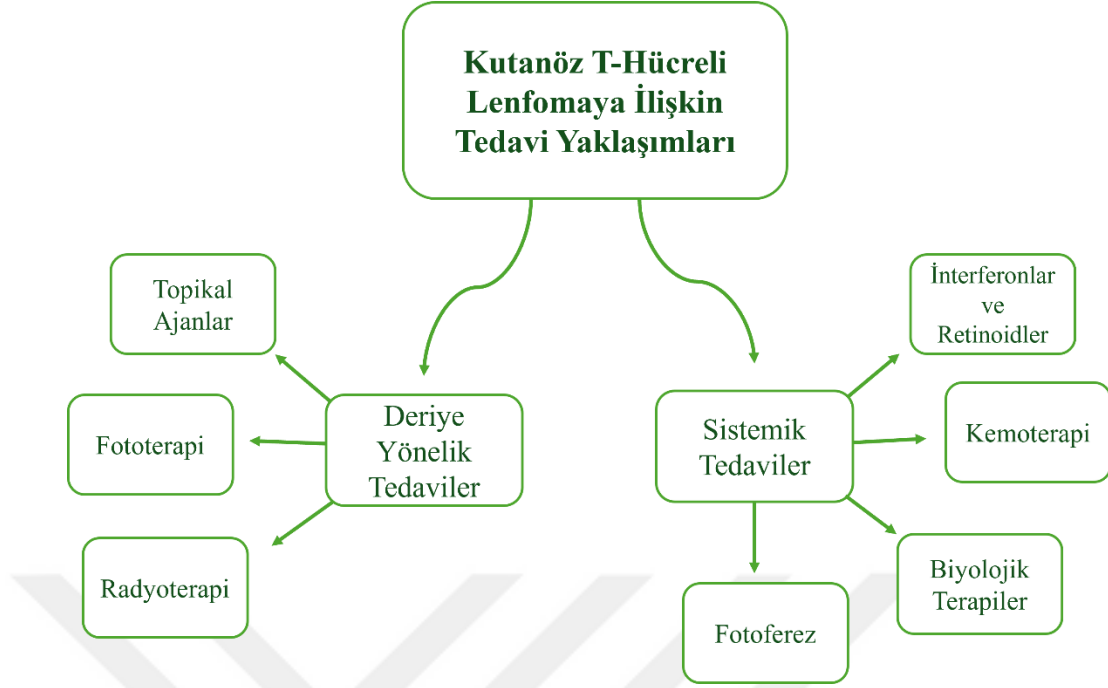 Kutanöz T-Hücreli
Lenfomaya İlişkin
Tedavi Yaklaşımları
Topikal
Ajanlar
Fototerapi
Radyoterapi
Deriye
Yönelik
Tedaviler
Sistemik
Tedaviler
İnterferonlar
ve
Retinoidler
Kemoterapi
Biyolojik
Terapiler
Fotoferez